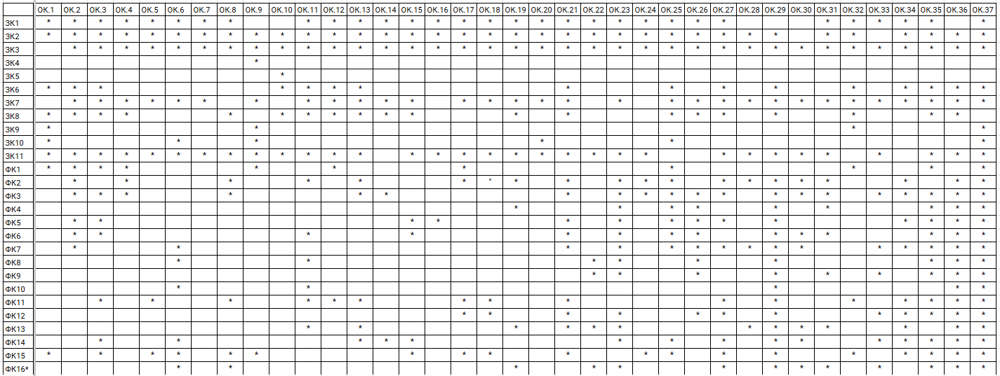 ОК.1 ОК.2 ОК.3 ОК.4 ОК.5 ОК.6 ОК.7 ОК.8 ОК.9 ОК.10 ОК.11 ОК.12 ОК.13 ОК.14 ОК.15 ОК.16 ОК.17 ОК.18 ОК.19 ОК.20 ОК.21 ОК.22 ОК.23 ОК.24 ОК.25 ОК.26 ОК.27 ОК.28 ОК.29 ОК.30 ОК.31 ОК.32 ОК.33 ОК.34 ОК.35 ОК.36 ОК.37
ЗК1 * * * * * * * * * * * * * * * * * * * * * * * * * * * * * * *
ЗК2 * * * * * * * * * * * * * * * * * * * * * * * * * * * * * * * * * * *
ЗК3 * * * * * * * * * * * * * * * * * * * * * * * * * * * * * * * * * * * *
ЗК4 *
ЗК5 *
ЗК6 * * * * * * * * * * * * * * * *
ЗК7 * * * * * * * * * * * * * * * * * * * * * * * * * * * * * * *
ЗК8 * * * * * * * * * * * * * * * * * * * *
ЗК9 * * * *
ЗК10 * * * * * *
ЗК11 * * * * * * * * * * * * * * * * * * * * * * * * * * * * * * * *
ФК1 * * * * * * * * * * *
ФК2 * * * * * * " * * * * * * * * * * * * *
ФК3 * * * * * * * * * * * * * * * * * * * *
ФК4 * * * * * * * * *
ФК5 * * * * * * * * * * * * * *
ФК6 * * * * * * * * * * * * * *
ФК7 * * * * * * * * * * * * * * *
ФК8 * * * * * * * * *
ФК9 * * * * * * * * *
ФК10 * * * * *
ФК11 * * * * * * * * * * * * * * * *
ФК12 * * * * * * * * * * * *
ФК13 * * * * * * * * * * * * *
ФК14 * * * * * * * * * * * * * * *
ФК15 * * * * * * * * * * * * * * * * * * *
ФК16* * * * * * * * * * * * * *